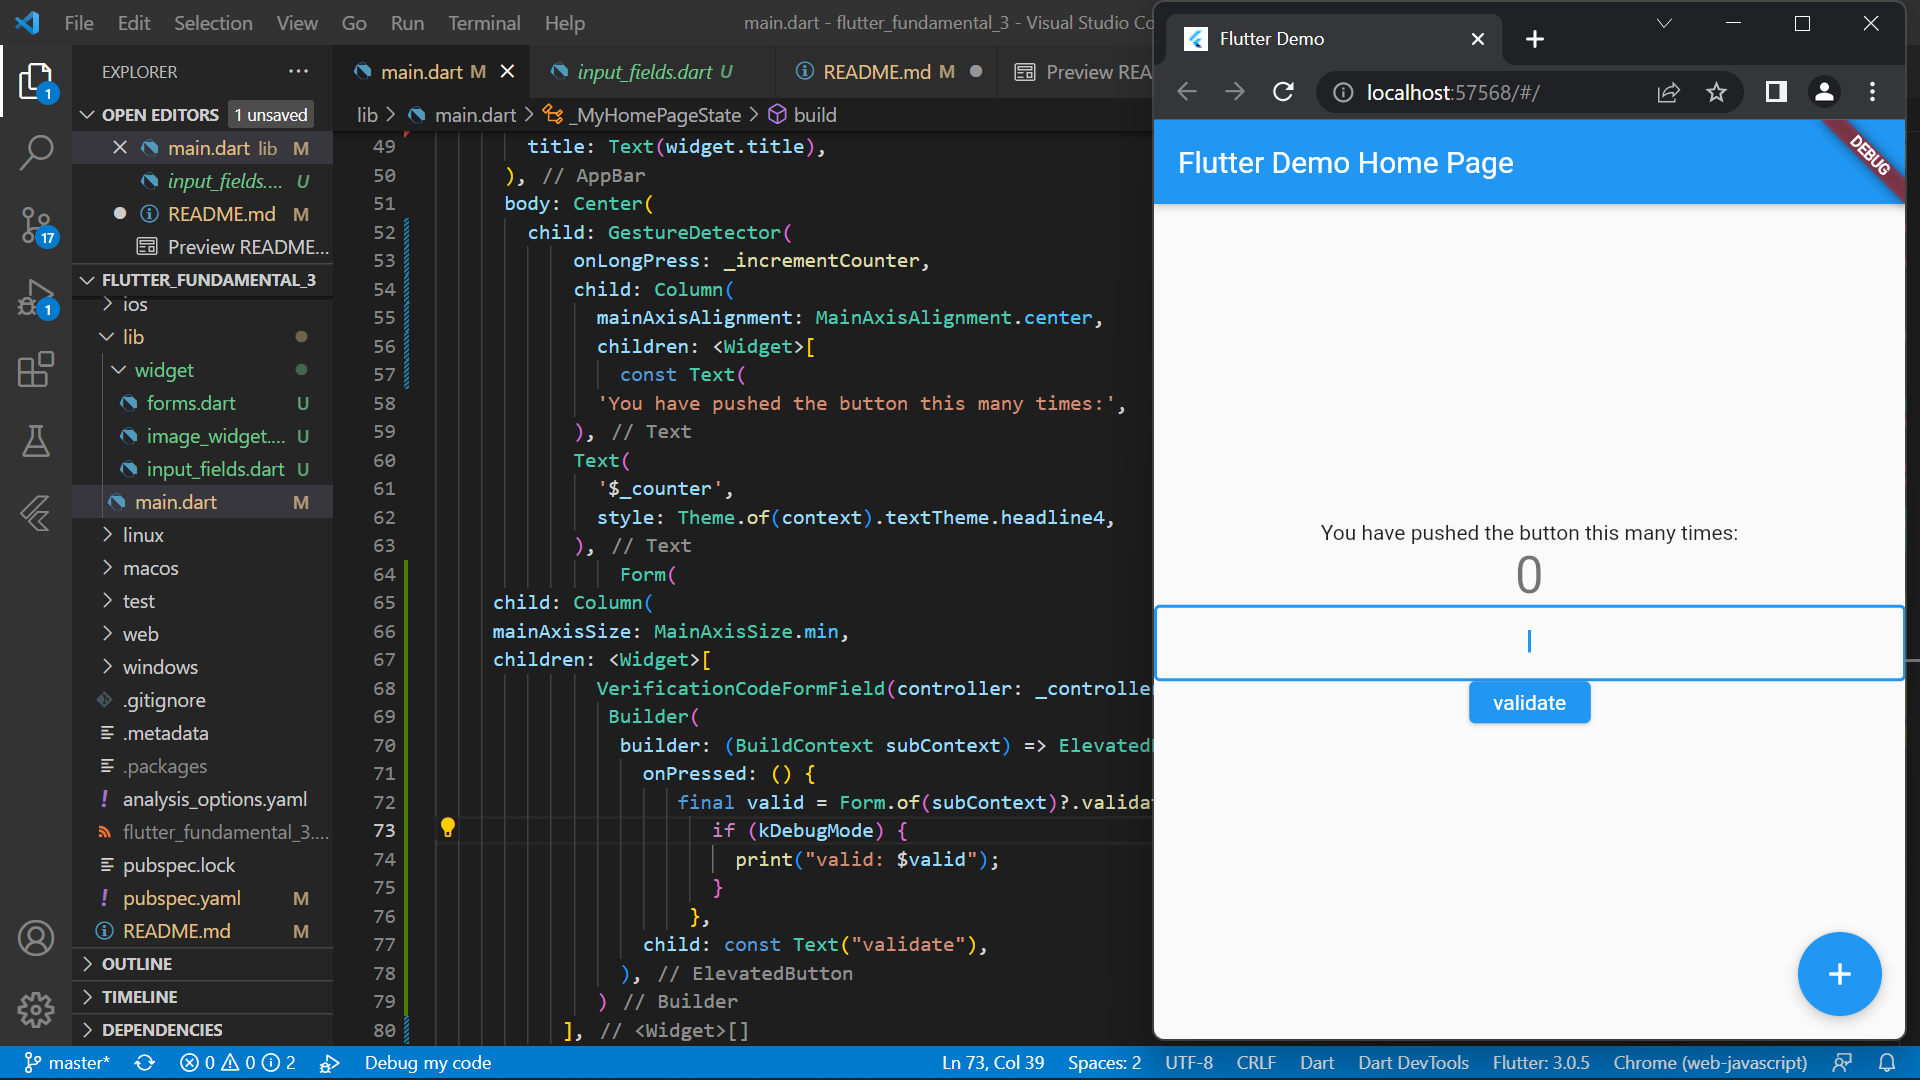 File Edit Selection View Go Run Terminal Help
main.dart - flutter_fundamental_3 - Visual Studio Co
EXPLORER
OPEN EDITORS 1 unsaved
main.dart lib M
input_fields.... U
README.md M
Preview README...
FLUTTER_FUNDAMENTAL_3
ios
lib
widget
forms.dart U
image_widget.... U
input_fields.dart U
main.dart M
linux
macos
test
web
windows
.gitignore
.metadata
.packages
analysis_options.yaml
flutter_fundamental_3....
pubspec.lock
pubspec.yaml M
README.md M
OUTLINE
TIMELINE
DEPENDENCIES
1
17
1
main.dart M input_fields.dart U README.md M Preview REA
lib > main.dart > _MyHomePageState > build
49 title: Text(widget.title),
50 ), // AppBar
51 body: Center(
52 child: GestureDetector(
53 onLongPress: _incrementCounter,
54 child: Column(
55 mainAxisAlignment: MainAxisAlignment.center,
56 children: <Widget>[
57 const Text(
58 'You have pushed the button this many times:',
59 ), // Text
60 Text(
61 '$_counter',
62 style: Theme.of(context).textTheme.headline4,
63 ), // Text
64 Form(
65 child: Column(
66 mainAxisSize: MainAxisSize.min,
67 children: <Widget>[
68 VerificationCodeFormField(controller: _controller
69 Builder(
70 builder: (BuildContext subContext) => Elevated
71 onPressed: () {
72 final valid = Form.of(subContext)?.valida
73 if (kDebugMode) {
74 print("valid: $valid");
75 }
76 },
77 child: const Text("validate"),
78 ), // ElevatedButton
79 ) // Builder
80 ], // <Widget>[]
Flutter Demo
localhost:57568/#/
Flutter Demo Home Page
DEBUG
You have pushed the button this many times:
0
validate
+
master* 0 0 2 Debug my code Ln 73, Col 39 Spaces: 2 UTF-8 CRLF Dart Dart DevTools Flutter: 3.0.5 Chrome (web-javascript)